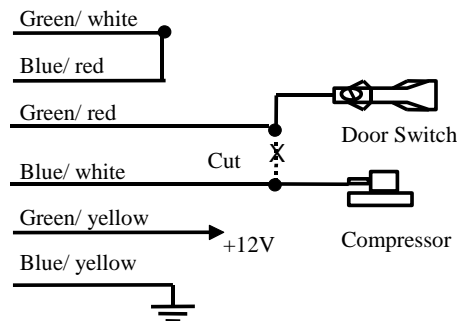 Green/ white
Blue/ red
Green/ red
Door Switch
Cut
X
Blue/ white
Green/ yellow
+12V
Compressor
Blue/ yellow